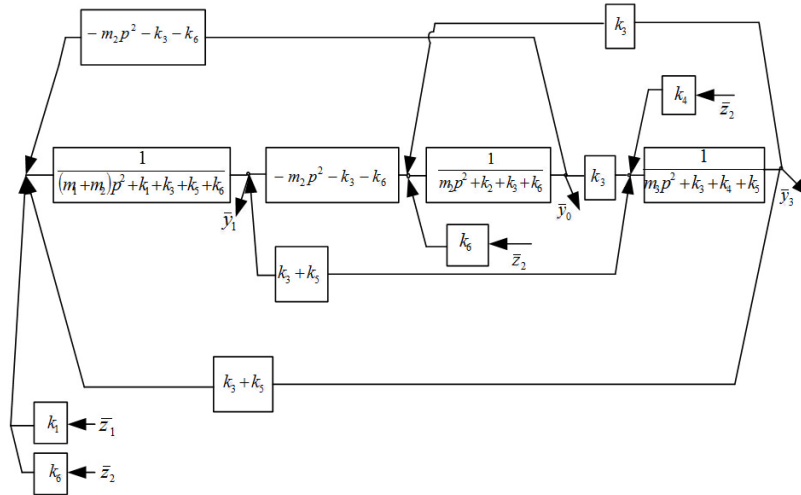 − m₂p² − k₃ − k₆
k₃
k₄
z̄₂
1
(m₁+m₂)p² + k₁+k₃+k₅+k₆
− m₂p² − k₃ − k₆
1
m₂p² + k₂ + k₃ + k₆
k₃
1
m₃p² + k₃ + k₄ + k₅
ȳ₁
ȳ₀
ȳ₃
k₆
z̄₂
k₃ + k₅
k₃ + k₅
k₁
z̄₁
k₆
z̄₂